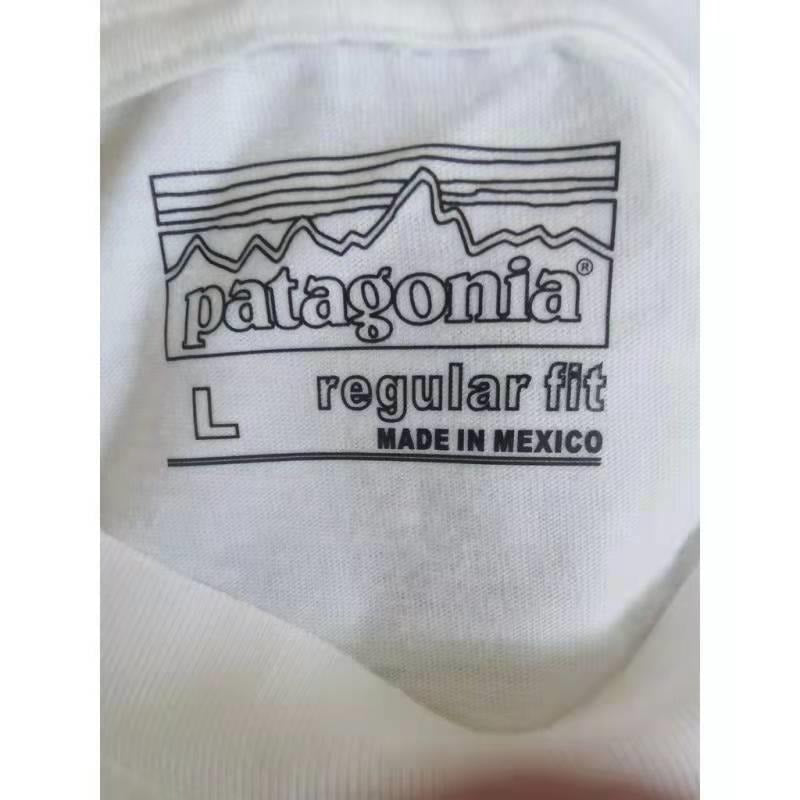 patagonia®
L regular fit
MADE IN MEXICO